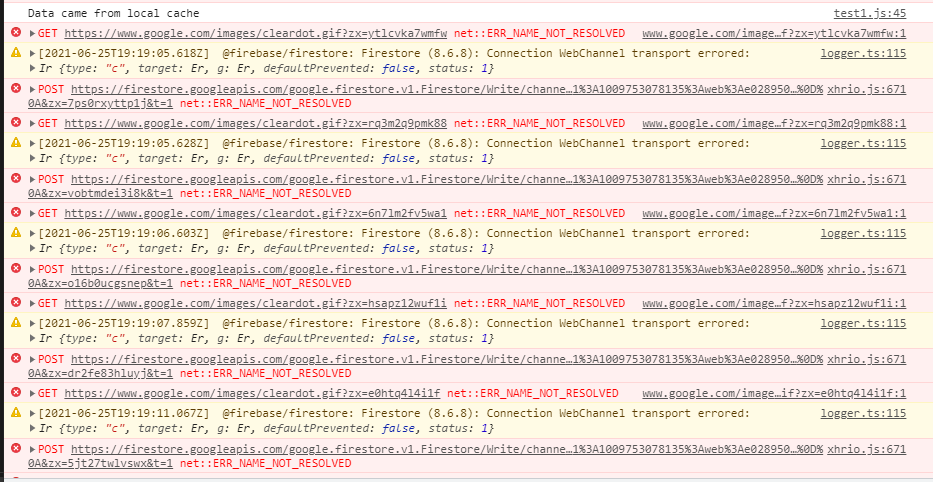 Data came from local cache test1.js:45
GET https://www.google.com/images/cleardot.gif?zx=ytlcvka7wmfw net::ERR_NAME_NOT_RESOLVED www.google.com/image…f?zx=ytlcvka7wmfw:1
[2021-06-25T19:19:05.618Z] @firebase/firestore: Firestore (8.6.8): Connection WebChannel transport errored: logger.ts:115
Ir {type: "c", target: Er, g: Er, defaultPrevented: false, status: 1}
POST https://firestore.googleapis.com/google.firestore.v1.Firestore/Write/channe…1%3A1009753078135%3Aweb%3Ae028950…%0D% xhrio.js:671
0A&zx=7ps0rxyttp1j&t=1 net::ERR_NAME_NOT_RESOLVED
GET https://www.google.com/images/cleardot.gif?zx=rq3m2q9pmk88 net::ERR_NAME_NOT_RESOLVED www.google.com/image…f?zx=rq3m2q9pmk88:1
[2021-06-25T19:19:05.628Z] @firebase/firestore: Firestore (8.6.8): Connection WebChannel transport errored: logger.ts:115
Ir {type: "c", target: Er, g: Er, defaultPrevented: false, status: 1}
POST https://firestore.googleapis.com/google.firestore.v1.Firestore/Write/channe…1%3A1009753078135%3Aweb%3Ae028950…%0D% xhrio.js:671
0A&zx=vobtmdei3i8k&t=1 net::ERR_NAME_NOT_RESOLVED
GET https://www.google.com/images/cleardot.gif?zx=6n7lm2fv5wa1 net::ERR_NAME_NOT_RESOLVED www.google.com/image…f?zx=6n7lm2fv5wa1:1
[2021-06-25T19:19:06.603Z] @firebase/firestore: Firestore (8.6.8): Connection WebChannel transport errored: logger.ts:115
Ir {type: "c", target: Er, g: Er, defaultPrevented: false, status: 1}
POST https://firestore.googleapis.com/google.firestore.v1.Firestore/Write/channe…1%3A1009753078135%3Aweb%3Ae028950…%0D% xhrio.js:671
0A&zx=o16b0ucgsnep&t=1 net::ERR_NAME_NOT_RESOLVED
GET https://www.google.com/images/cleardot.gif?zx=hsapz12wuf1i net::ERR_NAME_NOT_RESOLVED www.google.com/image…f?zx=hsapz12wuf1i:1
[2021-06-25T19:19:07.859Z] @firebase/firestore: Firestore (8.6.8): Connection WebChannel transport errored: logger.ts:115
Ir {type: "c", target: Er, g: Er, defaultPrevented: false, status: 1}
POST https://firestore.googleapis.com/google.firestore.v1.Firestore/Write/channe…1%3A1009753078135%3Aweb%3Ae028950…%0D% xhrio.js:671
0A&zx=dr2fe83hluyj&t=1 net::ERR_NAME_NOT_RESOLVED
GET https://www.google.com/images/cleardot.gif?zx=e0htq4l4i1f net::ERR_NAME_NOT_RESOLVED www.google.com/image…if?zx=e0htq4l4i1f:1
[2021-06-25T19:19:11.067Z] @firebase/firestore: Firestore (8.6.8): Connection WebChannel transport errored: logger.ts:115
Ir {type: "c", target: Er, g: Er, defaultPrevented: false, status: 1}
POST https://firestore.googleapis.com/google.firestore.v1.Firestore/Write/channe…1%3A1009753078135%3Aweb%3Ae028950…%0D% xhrio.js:671
0A&zx=5jt27twlvswx&t=1 net::ERR_NAME_NOT_RESOLVED